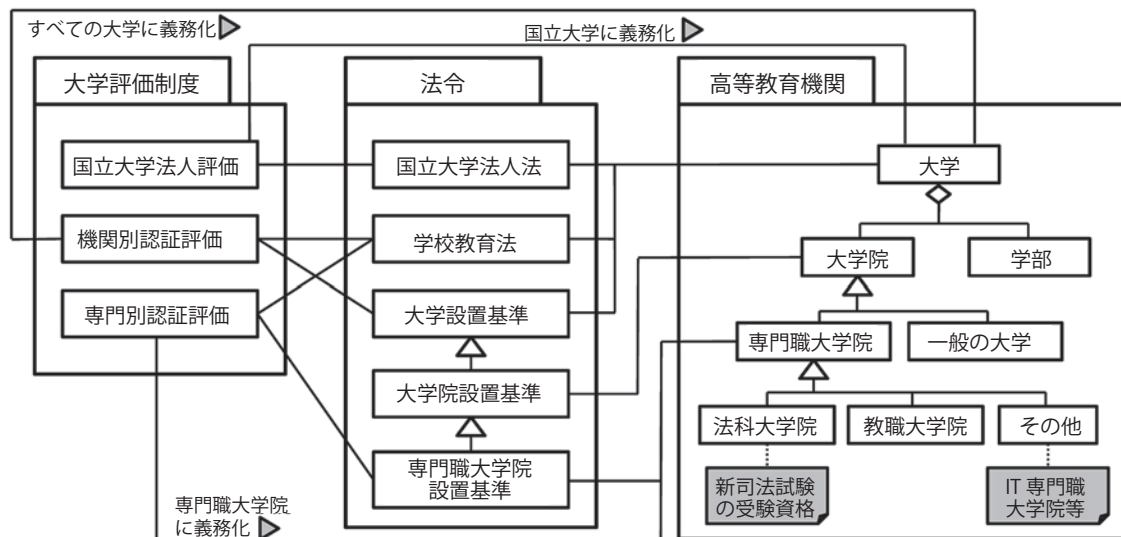 すべての大学に義務化
国立大学に義務化
大学評価制度
法令
高等教育機関
国立大学法人評価
国立大学法人法
大学
機関別認証評価
学校教育法
大学院
学部
専門別認証評価
大学設置基準
専門職大学院
一般の大学
大学院設置基準
法科大学院
教職大学院
その他
専門職大学院
設置基準
新司法試験
の受験資格
IT 専門職
大学院等
専門職大学院
に義務化